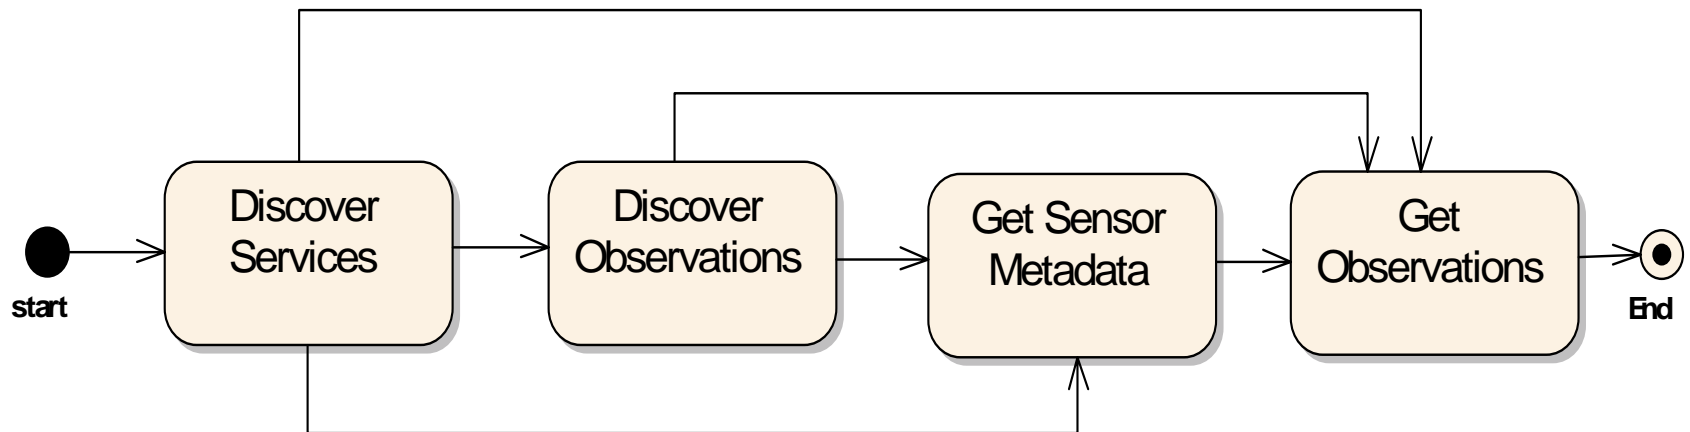 start
Discover
Services
Discover
Observations
Get Sensor
Metadata
Get
Observations
End